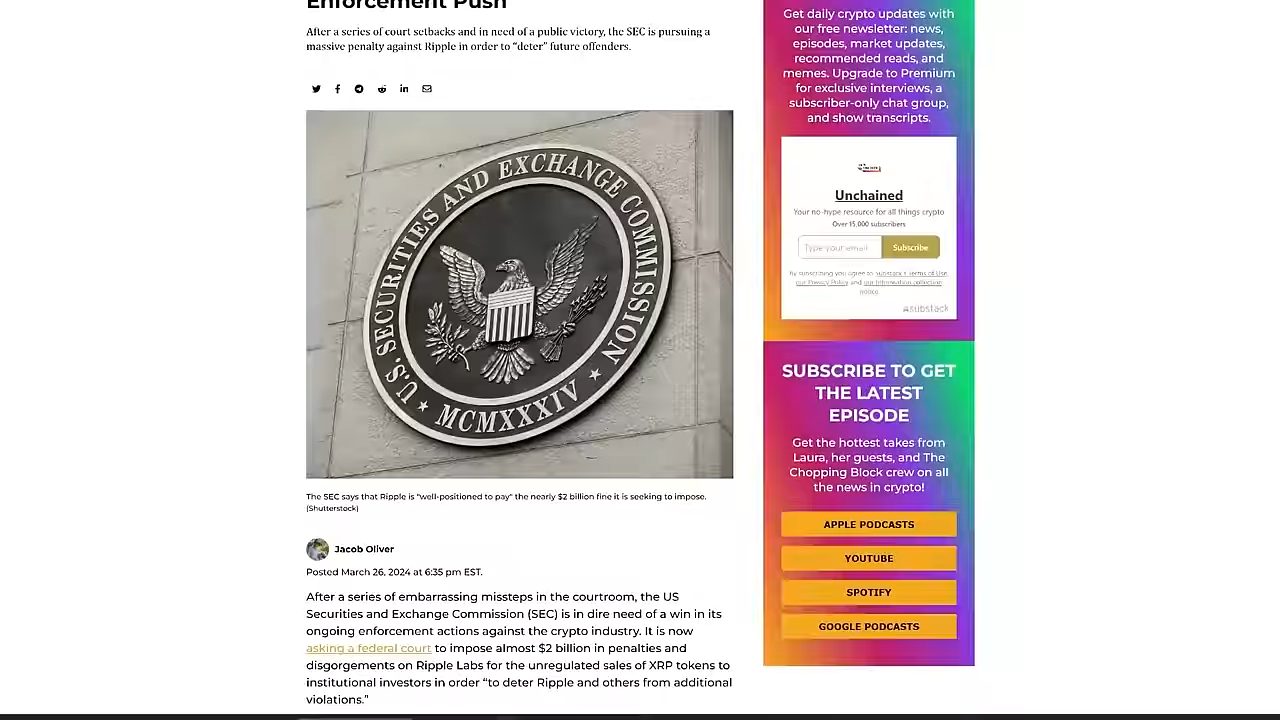 Enforcement Push
After a series of court setbacks and in need of a public victory, the SEC is pursuing a
massive penalty against Ripple in order to “deter” future offenders.
U.S. SECURITIES AND EXCHANGE COMMISSION
★ MCMXXXIV ★
The SEC says that Ripple is "well-positioned to pay" the nearly $2 billion fine it is seeking to impose.
(Shutterstock)
Jacob Oliver
Posted March 26, 2024 at 6:35 pm EST.
After a series of embarrassing missteps in the courtroom, the US
Securities and Exchange Commission (SEC) is in dire need of a win in its
ongoing enforcement actions against the crypto industry. It is now
asking a federal court to impose almost $2 billion in penalties and
disgorgements on Ripple Labs for the unregulated sales of XRP tokens to
institutional investors in order “to deter Ripple and others from additional
violations.”
Get daily crypto updates with
our free newsletter: news,
episodes, market updates,
recommended reads, and
memes. Upgrade to Premium
for exclusive interviews, a
subscriber-only chat group,
and show transcripts.
Unchained
Your no-hype resource for all things crypto
Over 15,000 subscribers
Type your email
Subscribe
By subscribing you agree to Substack's Terms of Use,
our Privacy Policy and our Information collection
notice
substack
SUBSCRIBE TO GET
THE LATEST
EPISODE
Get the hottest takes from
Laura, her guests, and The
Chopping Block crew on all
the news in crypto!
APPLE PODCASTS
YOUTUBE
SPOTIFY
GOOGLE PODCASTS